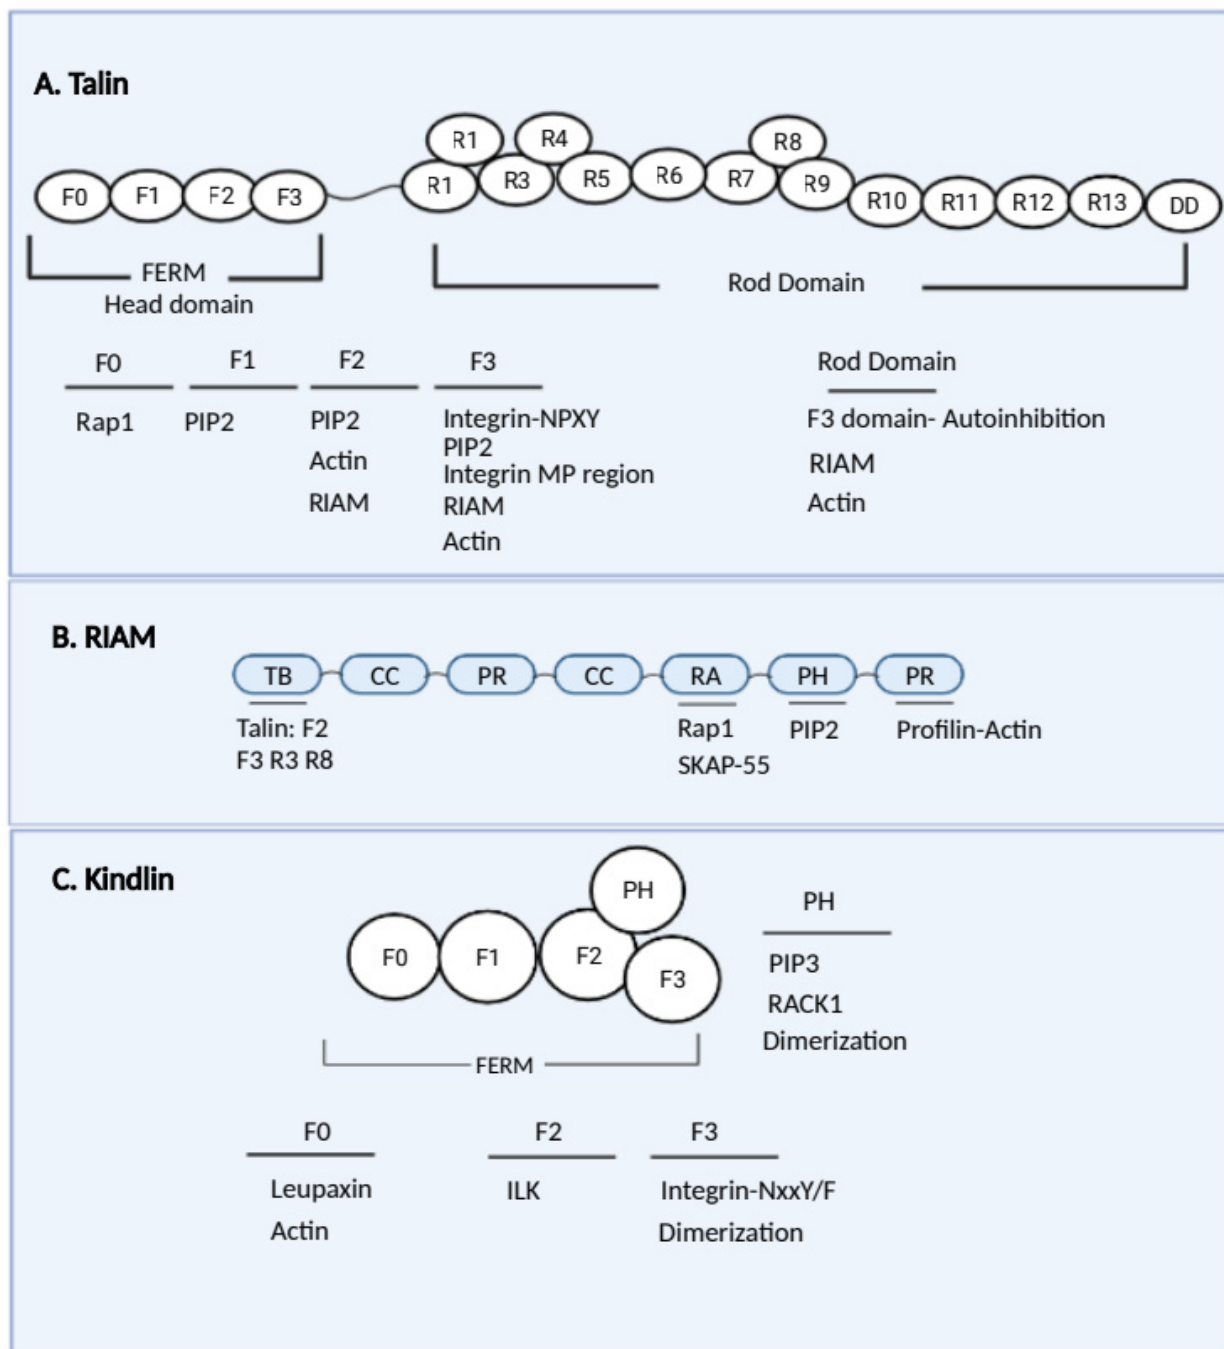 A. Talin
R1 R4 R8
F0 F1 F2 F3 R1 R3 R5 R6 R7 R9 R10 R11 R12 R13 DD
FERM
Head domain
Rod Domain
F0 F1 F2 F3 Rod Domain
Rap1 PIP2 PIP2 Integrin-NPXY F3 domain- Autoinhibition
PIP2
Actin Integrin MP region RIAM
RIAM RIAM Actin
Actin
B. RIAM
TB CC PR CC RA PH PR
Talin: F2 Rap1 PIP2 Profilin-Actin
F3 R3 R8 SKAP-55
C. Kindlin
PH
F0 F1 F2 F3
FERM
PH
PIP3
RACK1
Dimerization
F0 F2 F3
Leupaxin ILK Integrin-NxxY/F
Actin Dimerization